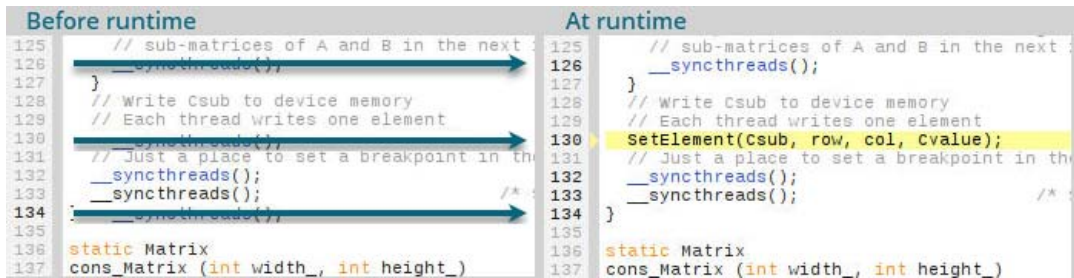 Before runtime
125 // sub-matrices of A and B in the next
126 __syncthreads();
127 }
128 // Write Csub to device memory
129 // Each thread writes one element
130
131 // Just a place to set a breakpoint in the
132 __syncthreads();
133 __syncthreads(); /*
134
135
136 static Matrix
137 cons_Matrix (int width_, int height_)
At runtime
125 // sub-matrices of A and B in the next
126 __syncthreads();
127 }
128 // Write Csub to device memory
129 // Each thread writes one element
130 SetElement(Csub, row, col, Cvalue);
131 // Just a place to set a breakpoint in the
132 __syncthreads();
133 __syncthreads(); /*
134 }
135
136 static Matrix
137 cons_Matrix (int width_, int height_)